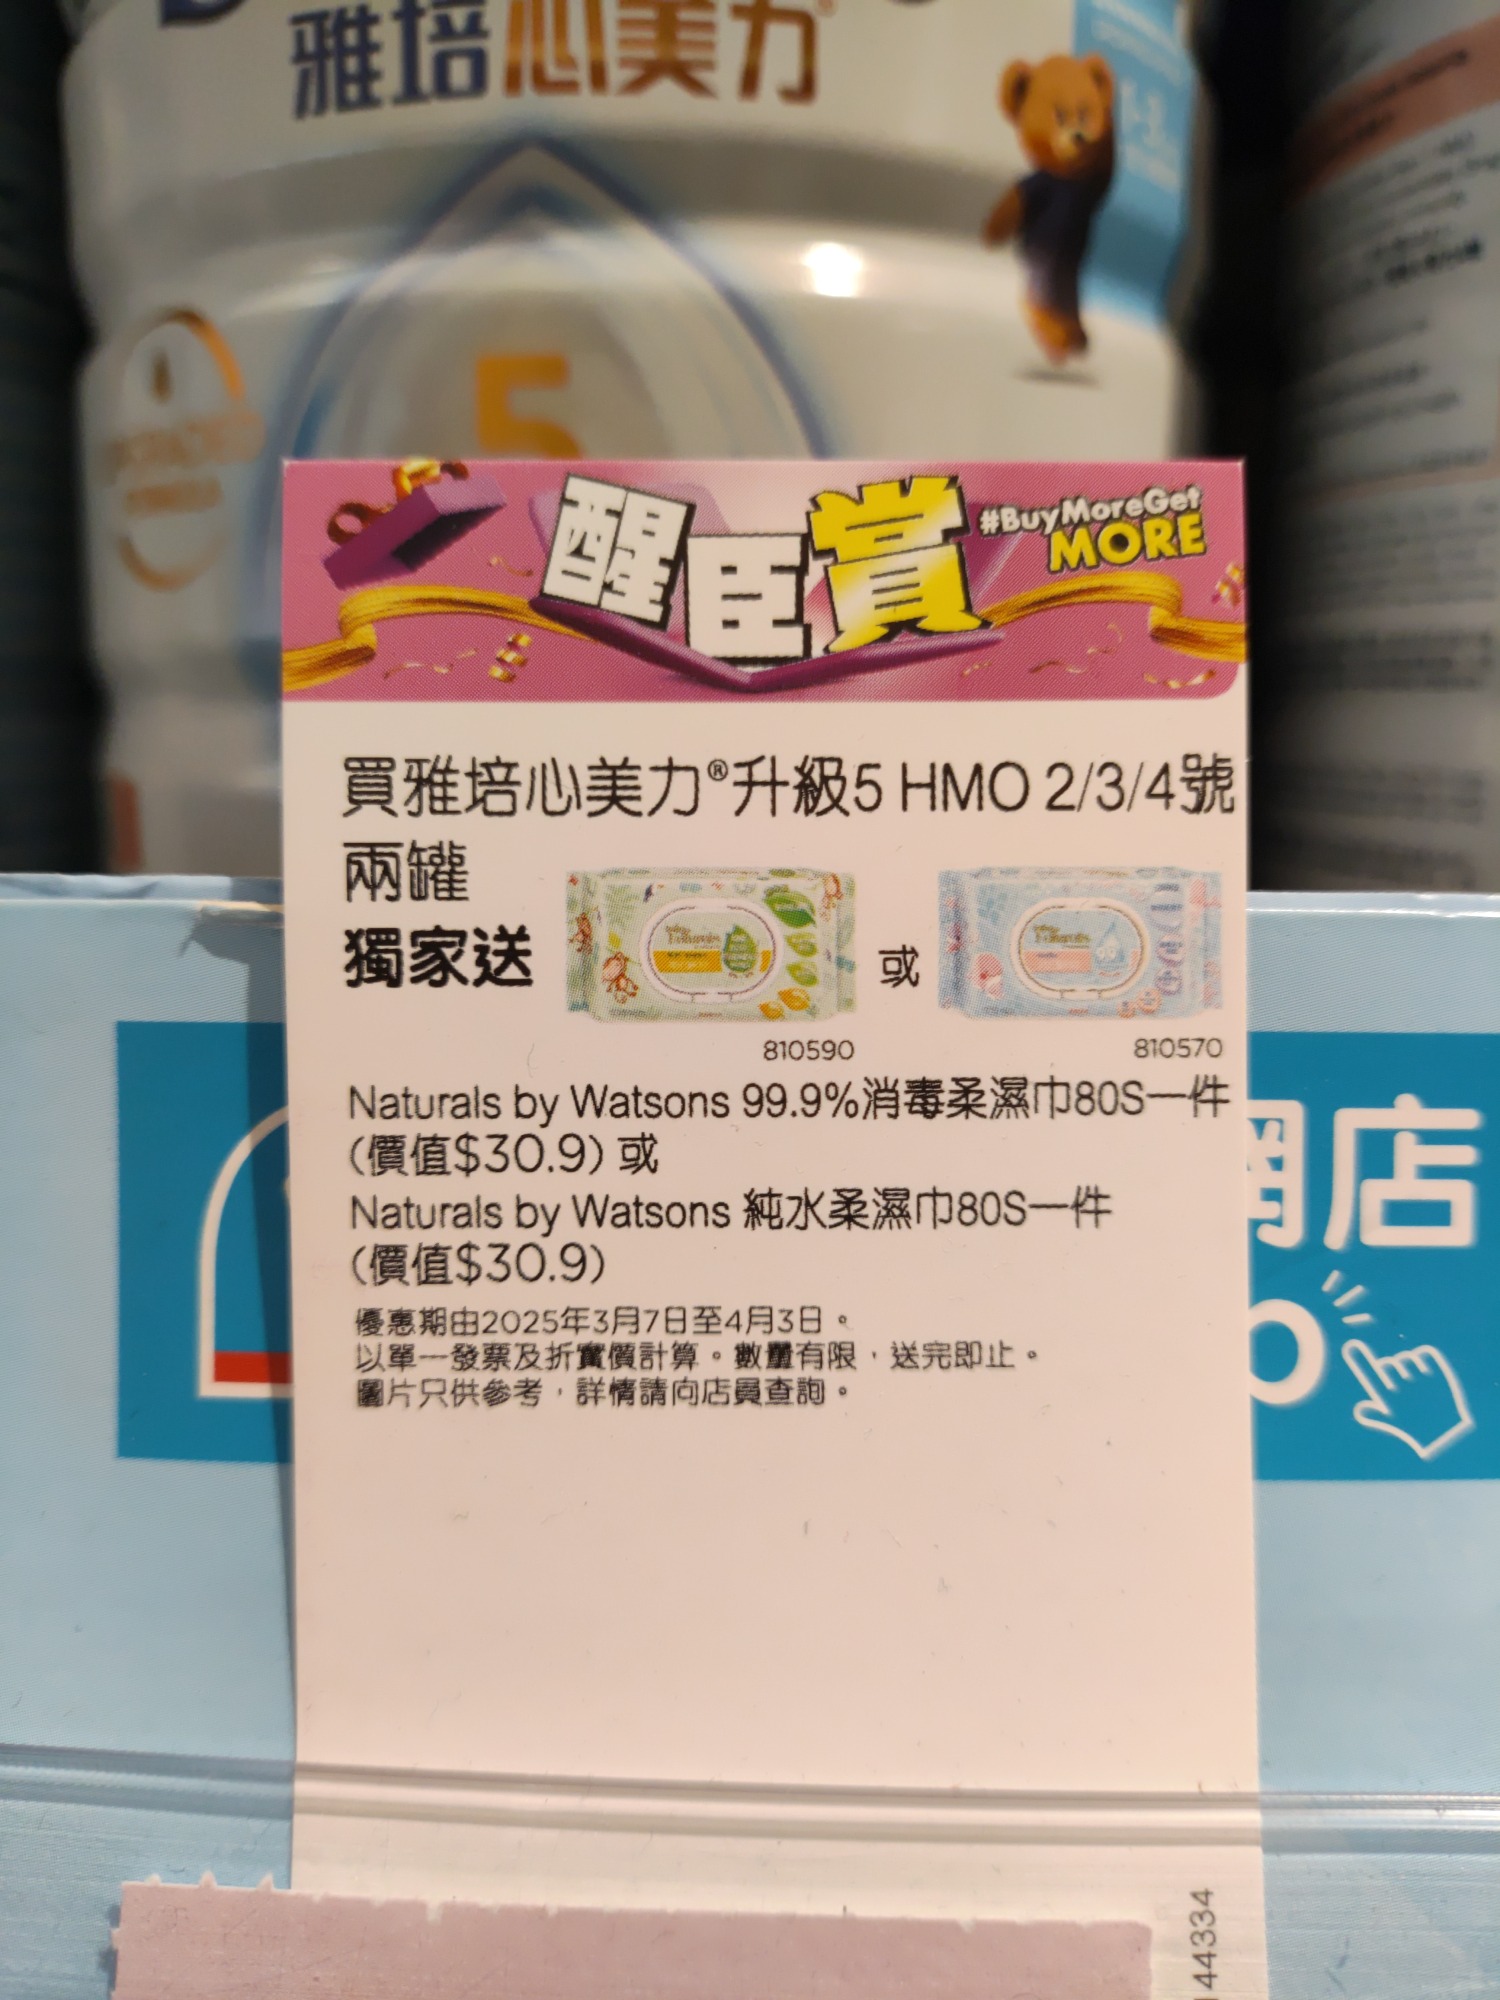 雅培心美力
5
醒臣賞
#BuyMoreGet
MORE
買雅培心美力®升級5 HMO 2/3/4號
兩罐
獨家送
或
810590
810570
Naturals by Watsons 99.9%消毒柔濕巾80S一件
(價值$30.9) 或
Naturals by Watsons 純水柔濕巾80S一件
(價值$30.9)
優惠期由2025年3月7日至4月3日。
以單一發票及折實價計算。數量有限，送完即止。
圖片只供參考，詳情請向店員查詢。
網店
44334